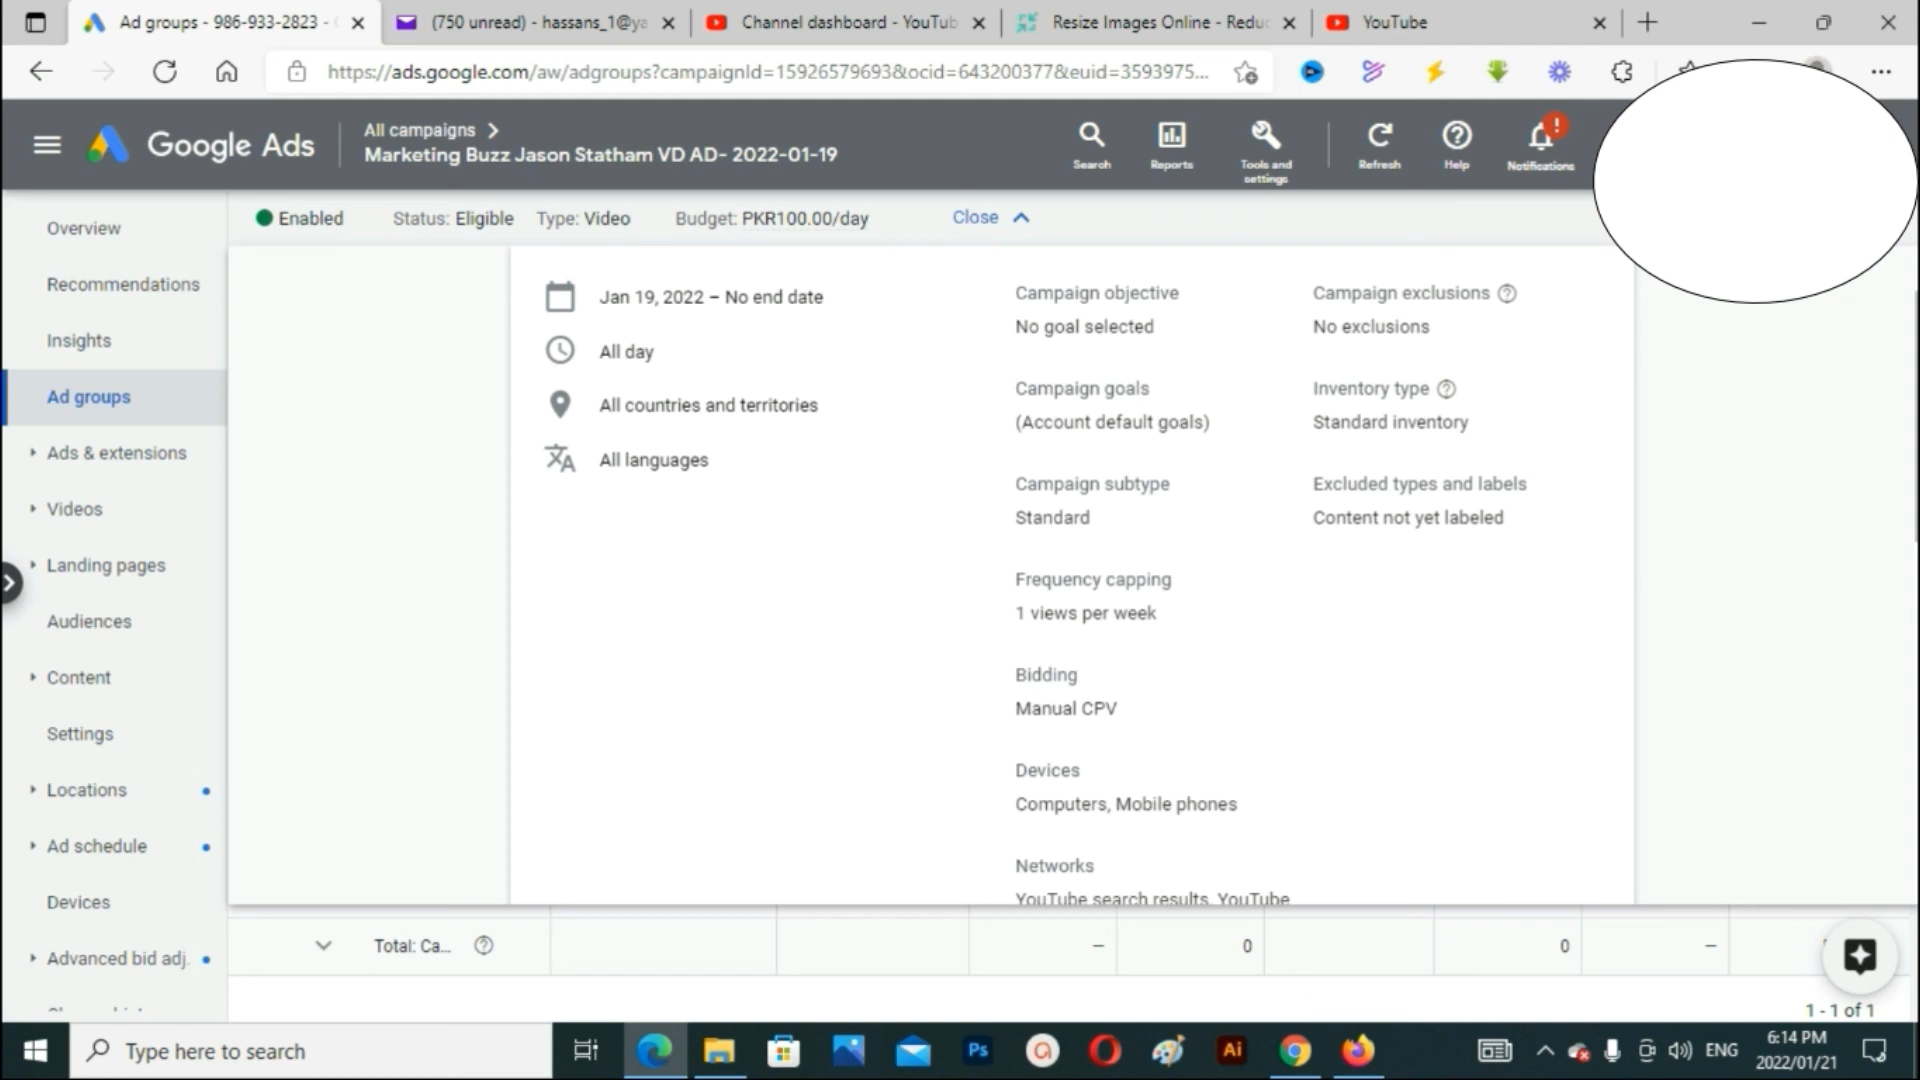 Ad groups - 986-933-2823 -
(750 unread) - hassans_1@ya
Channel dashboard - YouTub
Resize Images Online - Reduc
YouTube
https://ads.google.com/aw/adgroups?campaignId=15926579693&ocid=643200377&euid=3593975...
Google Ads
All campaigns
Marketing Buzz Jason Statham VD AD- 2022-01-19
Search
Reports
Tools and
settings
Refresh
Help
Notifications
Enabled
Status: Eligible
Type: Video
Budget: PKR100.00/day
Close
Overview
Recommendations
Insights
Ad groups
Ads & extensions
Videos
Landing pages
Audiences
Content
Settings
Locations
Ad schedule
Devices
Advanced bid adj.
Jan 19, 2022 – No end date
All day
All countries and territories
All languages
Campaign objective
No goal selected
Campaign goals
(Account default goals)
Campaign subtype
Standard
Frequency capping
1 views per week
Bidding
Manual CPV
Devices
Computers, Mobile phones
Networks
YouTube search results, YouTube
Campaign exclusions
No exclusions
Inventory type
Standard inventory
Excluded types and labels
Content not yet labeled
Total: Ca...
–
0
0
–
1 - 1 of 1
Type here to search
Ps
Ai
ENG
6:14 PM
2022/01/21